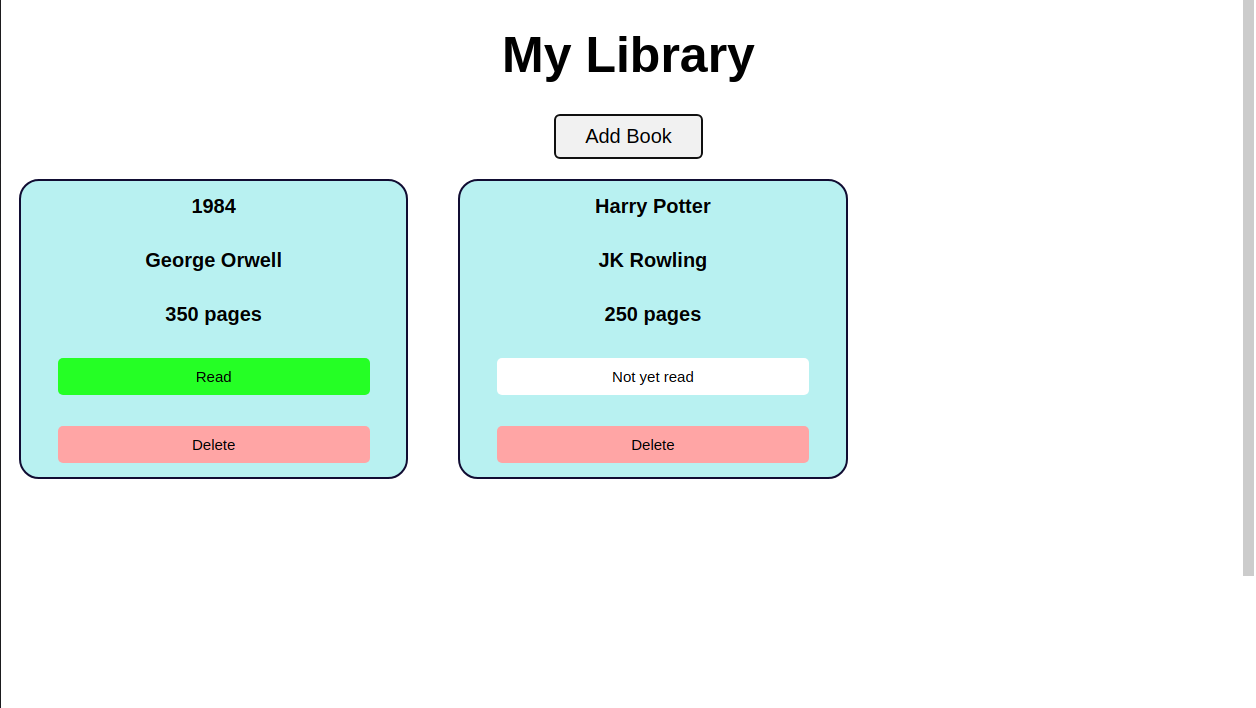 My Library
Add Book
1984
George Orwell
350 pages
Read
Delete
Harry Potter
JK Rowling
250 pages
Not yet read
Delete